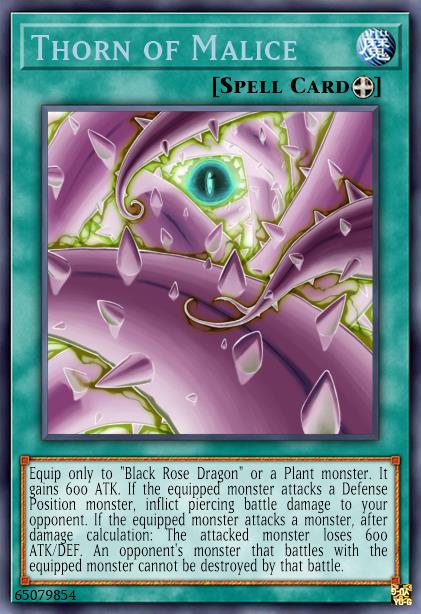 Thorn of Malice
魔
[Spell Card]
Equip only to "Black Rose Dragon" or a Plant monster. It
gains 600 ATK. If the equipped monster attacks a Defense
Position monster, inflict piercing battle damage to your
opponent. If the equipped monster attacks a monster, after
damage calculation: The attacked monster loses 600
ATK/DEF. An opponent's monster that battles with the
equipped monster cannot be destroyed by that battle.
65079854